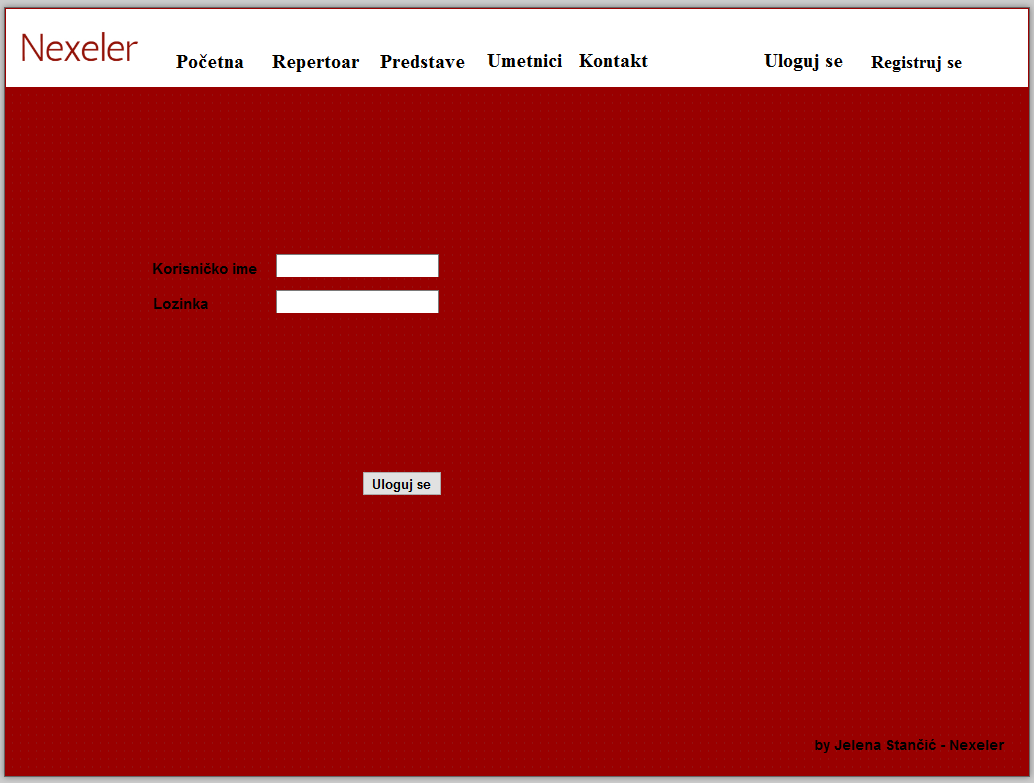 Nexeler
Početna Repertoar Predstave Umetnici Kontakt Uloguj se Registruj se
Korisničko ime
Lozinka
Uloguj se
by Jelena Stančić - Nexeler